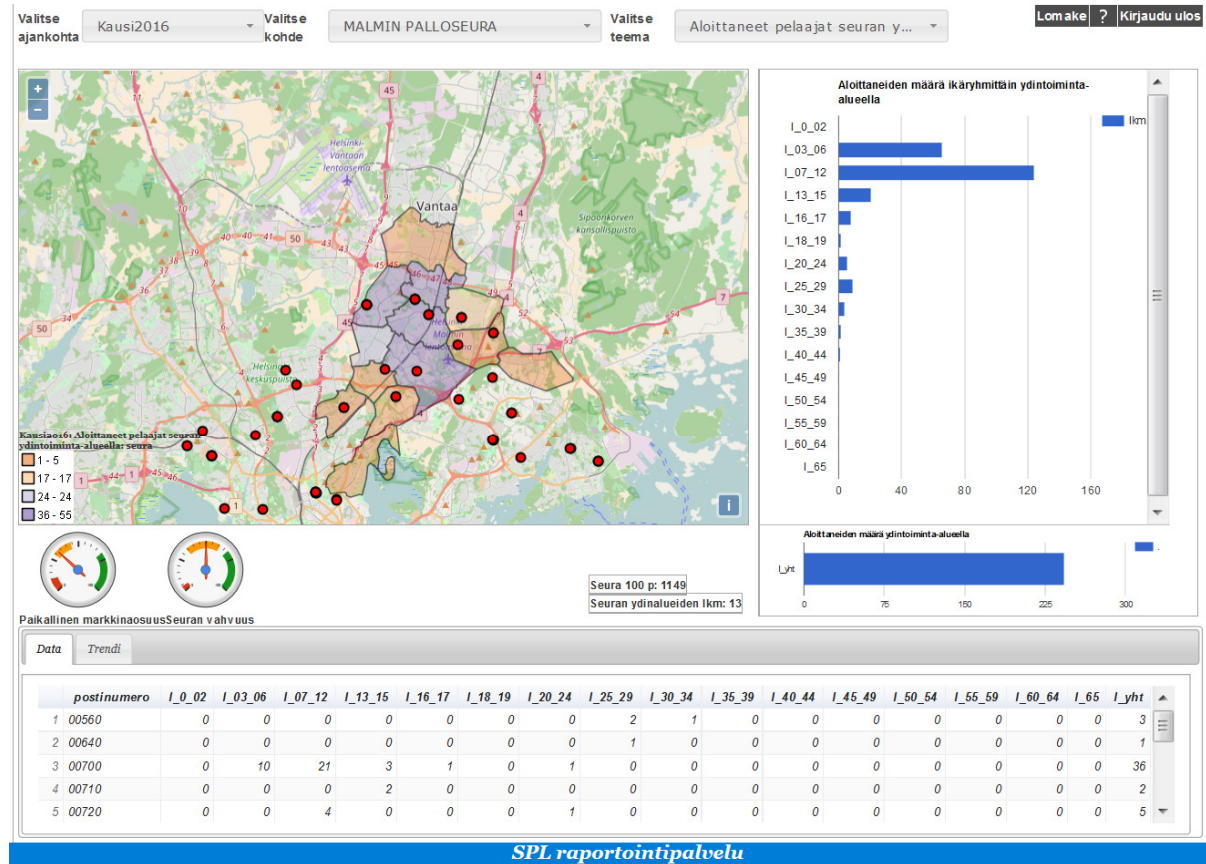 Valitse ajankohta Kausi2016 Valitse kohde MALMIN PALLOSEURA Valitse teema Aloittaneet pelaajat seuran y... Lomake ? Kirjaudu ulos
+
-
Helsinki-
Vantaan
lentoasema
Vantaa
Sipoonkorven
kansallispuisto
Helsinki
Malmin
lentoasema
keskuspuisto
Kausi2016: Aloittaneet pelaajat seuran
ydintoiminta-alueella: seura
1 - 5
17 - 17
24 - 24
36 - 55
i
Aloittaneiden määrä ikäryhmittäin ydintoiminta-
alueella
lkm
l_0_02
l_03_06
l_07_12
l_13_15
l_16_17
l_18_19
l_20_24
l_25_29
l_30_34
l_35_39
l_40_44
l_45_49
l_50_54
l_55_59
l_60_64
l_65
0 40 80 120 160
Aloittaneiden määrä ydintoiminta-alueella
l_yht
0 75 150 225 300
Seura 100 p: 1149
Seuran ydinalueiden lkm: 13
Paikallinen markkinaosuus Seuran vahvuus
Data Trendi
postinumero l_0_02 l_03_06 l_07_12 l_13_15 l_16_17 l_18_19 l_20_24 l_25_29 l_30_34 l_35_39 l_40_44 l_45_49 l_50_54 l_55_59 l_60_64 l_65 l_yht
1 00560 0 0 0 0 0 0 0 2 1 0 0 0 0 0 0 0 3
2 00640 0 0 0 0 0 0 0 1 0 0 0 0 0 0 0 0 1
3 00700 0 10 21 3 1 0 1 0 0 0 0 0 0 0 0 0 36
4 00710 0 0 0 2 0 0 0 0 0 0 0 0 0 0 0 0 2
5 00720 0 0 4 0 0 0 1 0 0 0 0 0 0 0 0 0 5
SPL raportointipalvelu